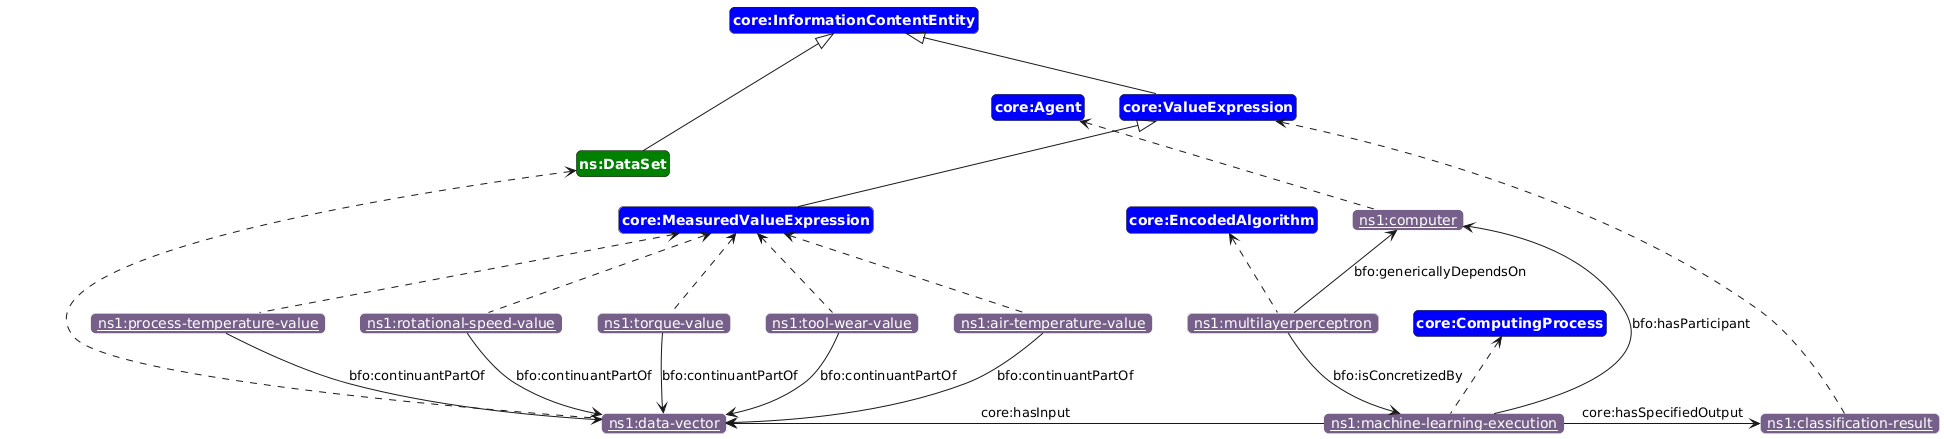 core:InformationContentEntity
core:Agent
core:ValueExpression
ns:DataSet
core:MeasuredValueExpression
core:EncodedAlgorithm
ns1:computer
bfo:genericallyDependsOn
ns1:process-temperature-value
ns1:rotational-speed-value
ns1:torque-value
ns1:tool-wear-value
ns1:air-temperature-value
ns1:multilayerperceptron
core:ComputingProcess
bfo:hasParticipant
bfo:continuantPartOf
bfo:continuantPartOf
bfo:continuantPartOf
bfo:continuantPartOf
bfo:continuantPartOf
bfo:isConcretizedBy
core:hasInput
core:hasSpecifiedOutput
ns1:data-vector
ns1:machine-learning-execution
ns1:classification-result